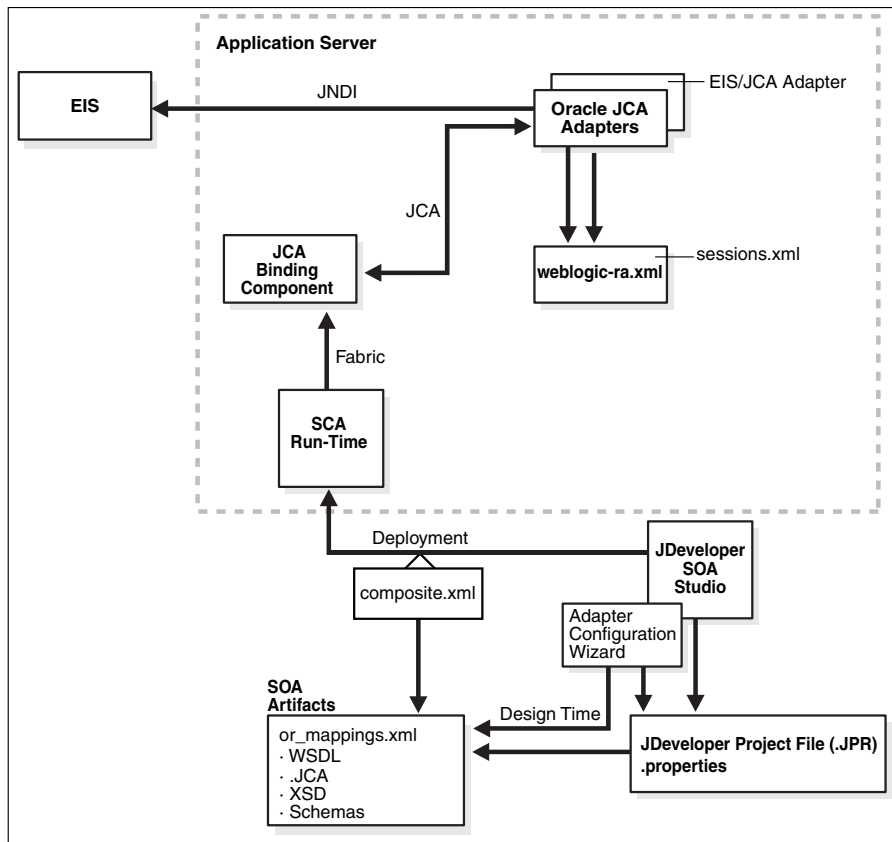 Application Server
EIS
JNDI
EIS/JCA Adapter
Oracle JCA
Adapters
JCA
JCA
Binding
Component
weblogic-ra.xml
sessions.xml
Fabric
SCA
Run-Time
Deployment
JDeveloper
SOA
Studio
composite.xml
Adapter
Configuration
Wizard
SOA
Artifacts
Design Time
or_mappings.xml
· WSDL
· .JCA
· XSD
· Schemas
JDeveloper Project File (.JPR)
.properties